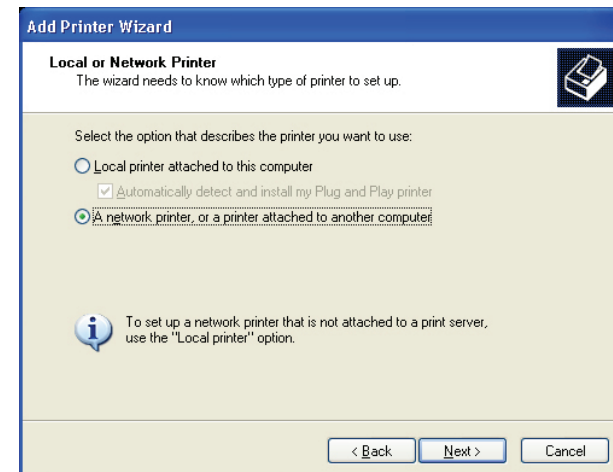 Add Printer Wizard
Local or Network Printer
The wizard needs to know which type of printer to set up.
Select the option that describes the printer you want to use:
Local printer attached to this computer
Automatically detect and install my Plug and Play printer
A network printer, or a printer attached to another computer
To set up a network printer that is not attached to a print server,
use the "Local printer" option.
< Back Next > Cancel